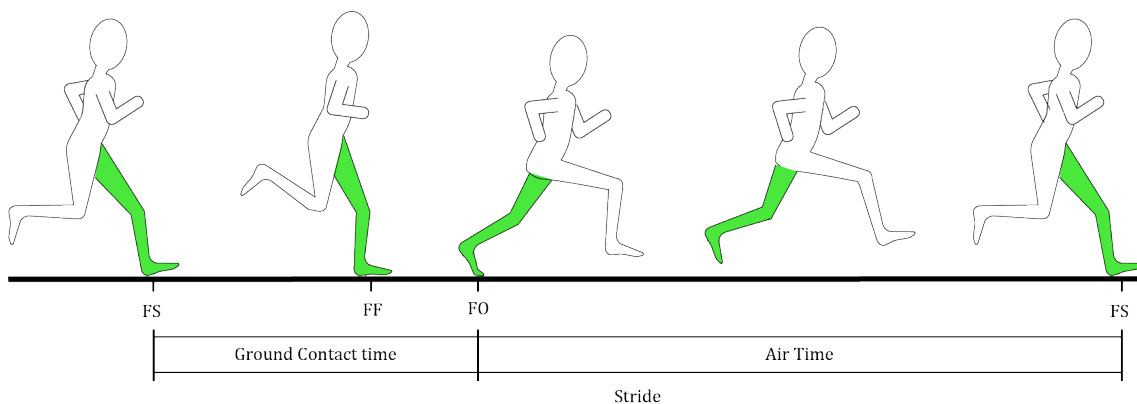 FS
FF
FO
FS
Ground Contact time
Air Time
Stride